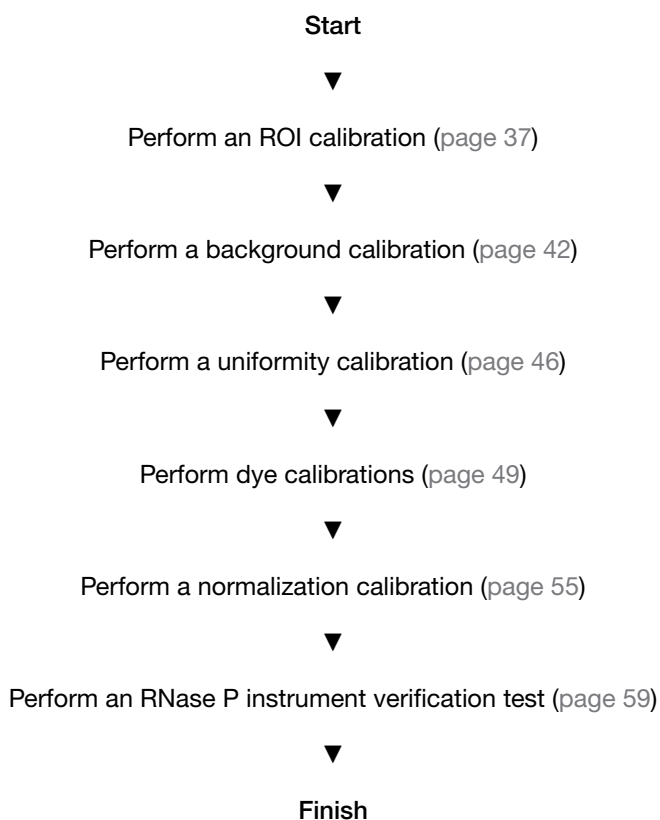 Start
▼
Perform an ROI calibration (page 37)
▼
Perform a background calibration (page 42)
▼
Perform a uniformity calibration (page 46)
▼
Perform dye calibrations (page 49)
▼
Perform a normalization calibration (page 55)
▼
Perform an RNase P instrument verification test (page 59)
▼
Finish